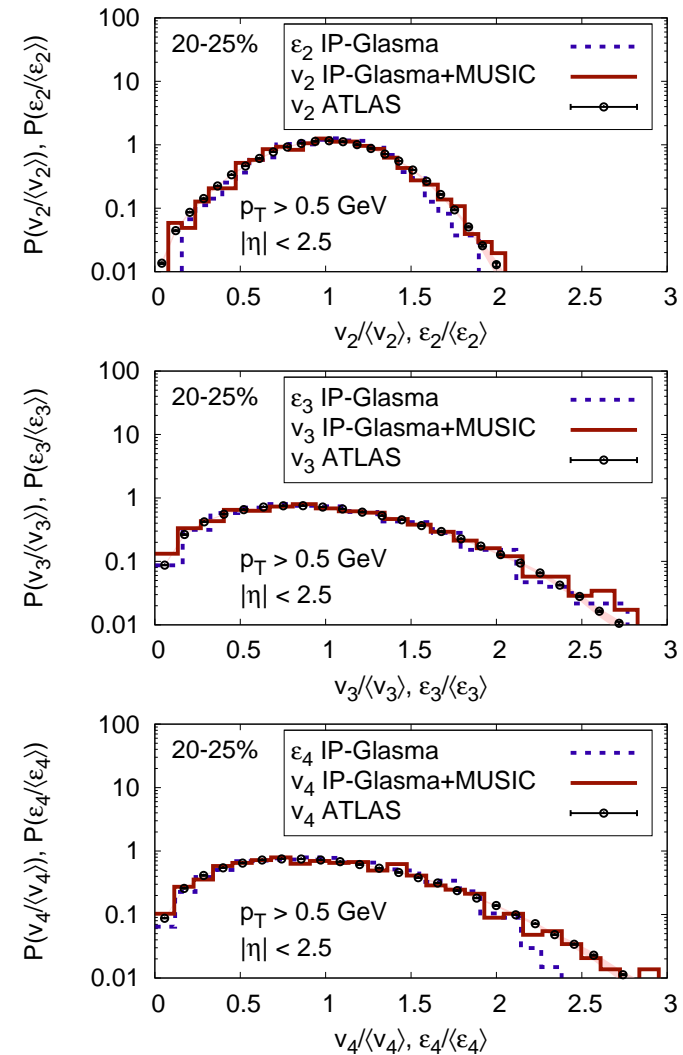 100
10
1
0.1
0.01
P(v₂/⟨v₂⟩), P(ε₂/⟨ε₂⟩)
20-25%
ε₂ IP-Glasma
v₂ IP-Glasma+MUSIC
v₂ ATLAS
p_T > 0.5 GeV
|η| < 2.5
0 0.5 1 1.5 2 2.5 3
v₂/⟨v₂⟩, ε₂/⟨ε₂⟩
100
10
1
0.1
0.01
P(v₃/⟨v₃⟩), P(ε₃/⟨ε₃⟩)
20-25%
ε₃ IP-Glasma
v₃ IP-Glasma+MUSIC
v₃ ATLAS
p_T > 0.5 GeV
|η| < 2.5
0 0.5 1 1.5 2 2.5 3
v₃/⟨v₃⟩, ε₃/⟨ε₃⟩
100
10
1
0.1
0.01
P(v₄/⟨v₄⟩), P(ε₄/⟨ε₄⟩)
20-25%
ε₄ IP-Glasma
v₄ IP-Glasma+MUSIC
v₄ ATLAS
p_T > 0.5 GeV
|η| < 2.5
0 0.5 1 1.5 2 2.5 3
v₄/⟨v₄⟩, ε₄/⟨ε₄⟩